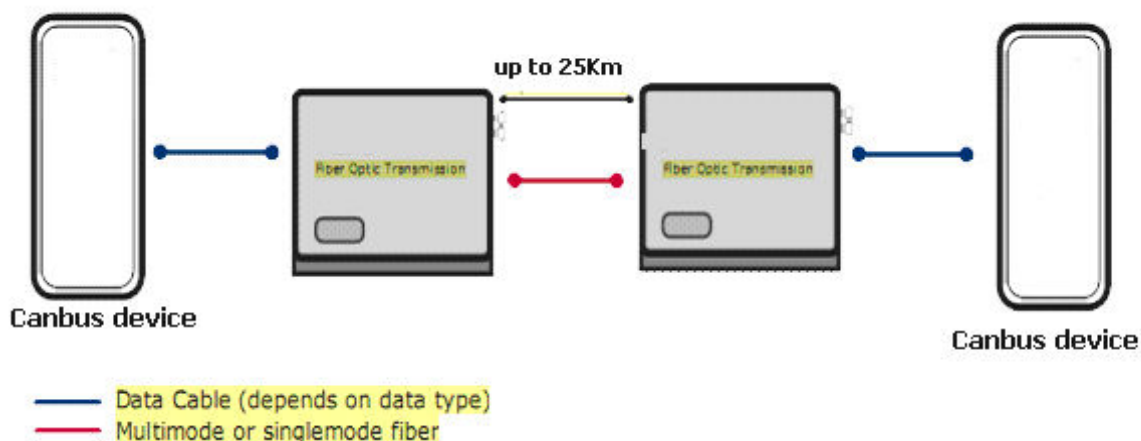 up to 25Km
Fiber Optic Transmission
Fiber Optic Transmission
Canbus device
Canbus device
Data Cable (depends on data type)
Multimode or singlemode fiber